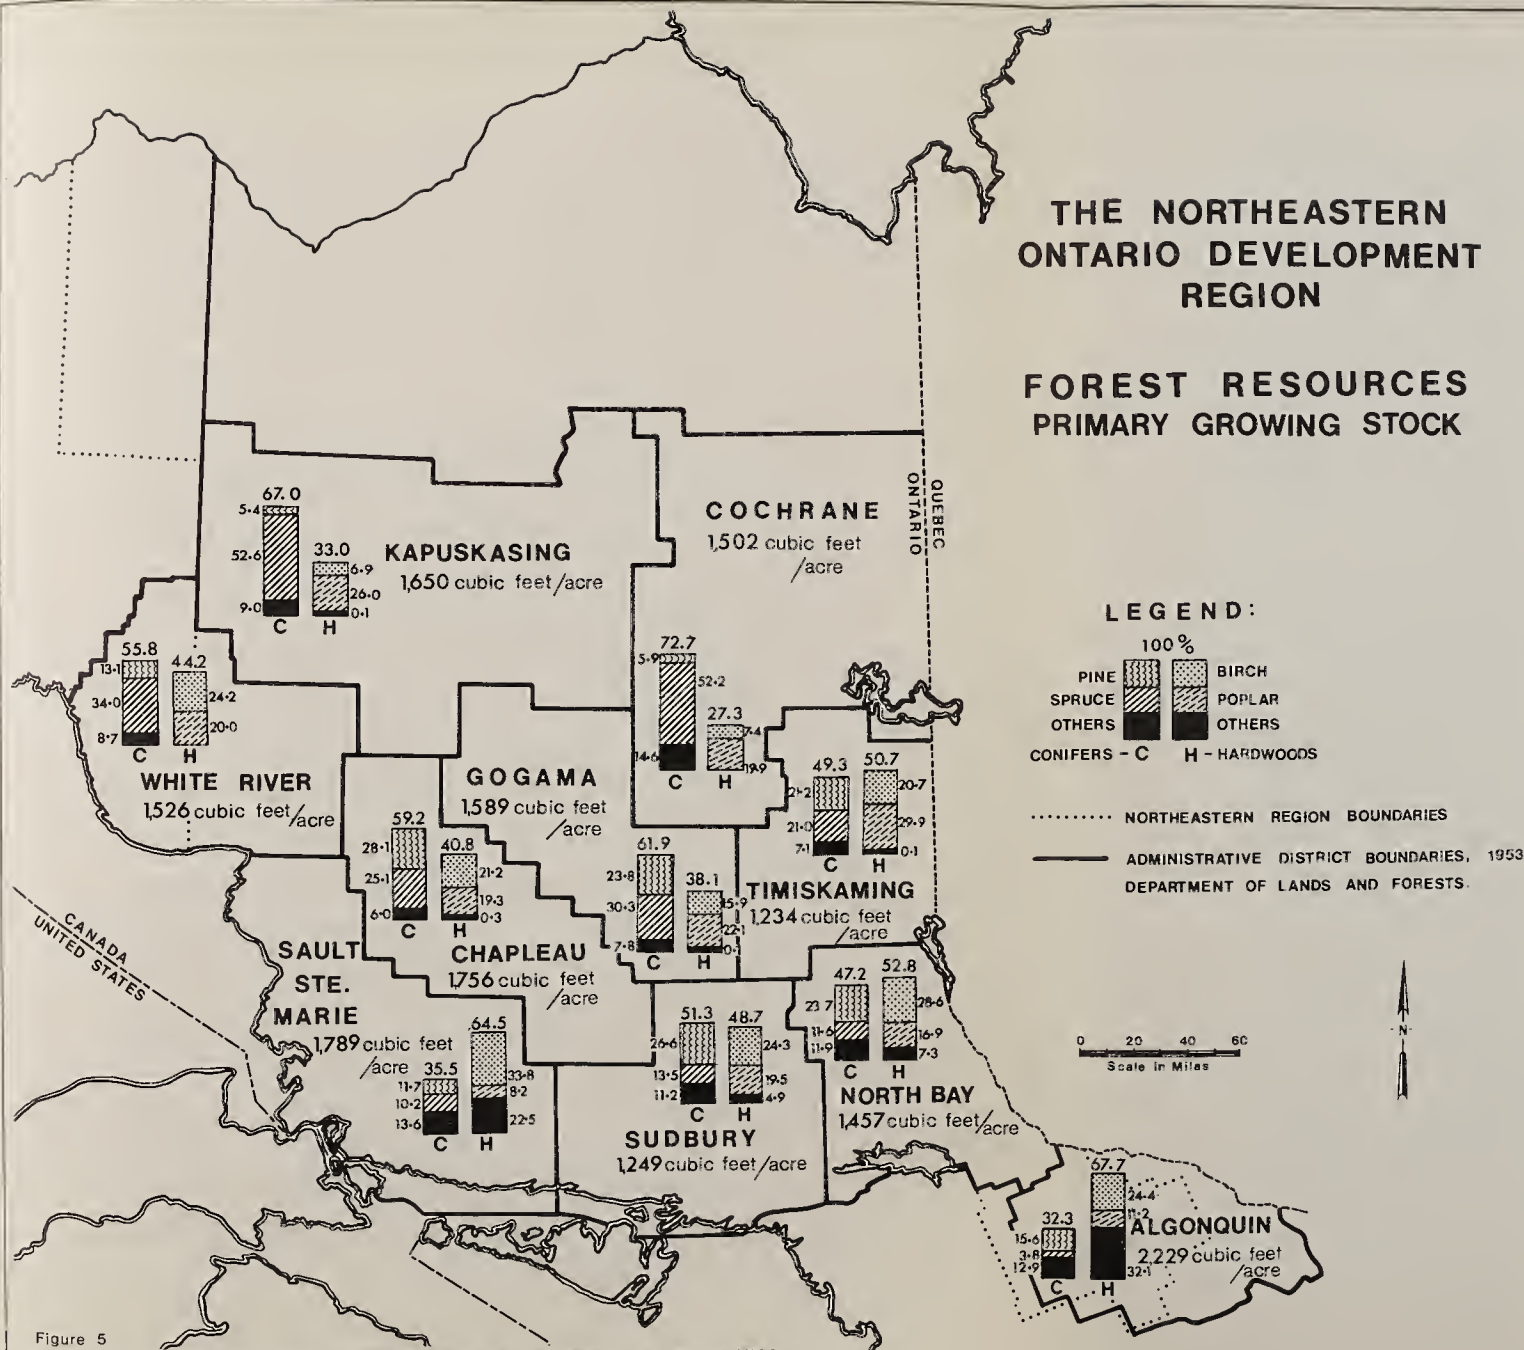 THE NORTHEASTERN
ONTARIO DEVELOPMENT
REGION
FOREST RESOURCES
PRIMARY GROWING STOCK
ONTARIO
QUEBEC
67.0
5.4
52.6
9.0
C
33.0
6.9
26.0
0.1
H
KAPUSKASING
1,650 cubic feet/acre
COCHRANE
1,502 cubic feet
/acre
72.7
5.9
52.2
14.6
C
27.3
7.4
19.9
H
55.8
13.1
34.0
8.7
C
44.2
24.2
20.0
H
WHITE RIVER
1,526 cubic feet/acre
GOGAMA
1,589 cubic feet
/acre
61.9
23.8
30.3
7.8
C
38.1
15.9
22.1
0.1
H
59.2
28.1
25.1
6.0
C
40.8
21.2
19.3
0.3
H
CHAPLEAU
1,756 cubic feet
/acre
49.3
21.2
21.0
7.1
C
50.7
20.7
29.9
0.1
H
TIMISKAMING
1,234 cubic feet
/acre
SAULT
STE.
MARIE
1,789 cubic feet
/acre
35.5
11.7
10.2
13.6
C
64.5
33.8
8.2
22.5
H
51.3
26.6
13.5
11.2
C
48.7
24.3
19.5
4.9
H
SUDBURY
1,249 cubic feet/acre
47.2
23.7
11.6
11.9
C
52.8
28.6
16.9
7.3
H
NORTH BAY
1,457 cubic feet/acre
32.3
15.6
3.8
12.9
C
67.7
24.4
11.2
32.1
H
ALGONQUIN
2,229 cubic feet
/acre
LEGEND:
100%
PINE BIRCH
SPRUCE POPLAR
OTHERS OTHERS
CONIFERS - C H - HARDWOODS
NORTHEASTERN REGION BOUNDARIES
ADMINISTRATIVE DISTRICT BOUNDARIES, 1953
DEPARTMENT OF LANDS AND FORESTS.
CANADA
UNITED STATES
0 20 40 60
Scale in Miles
N
Figure 5